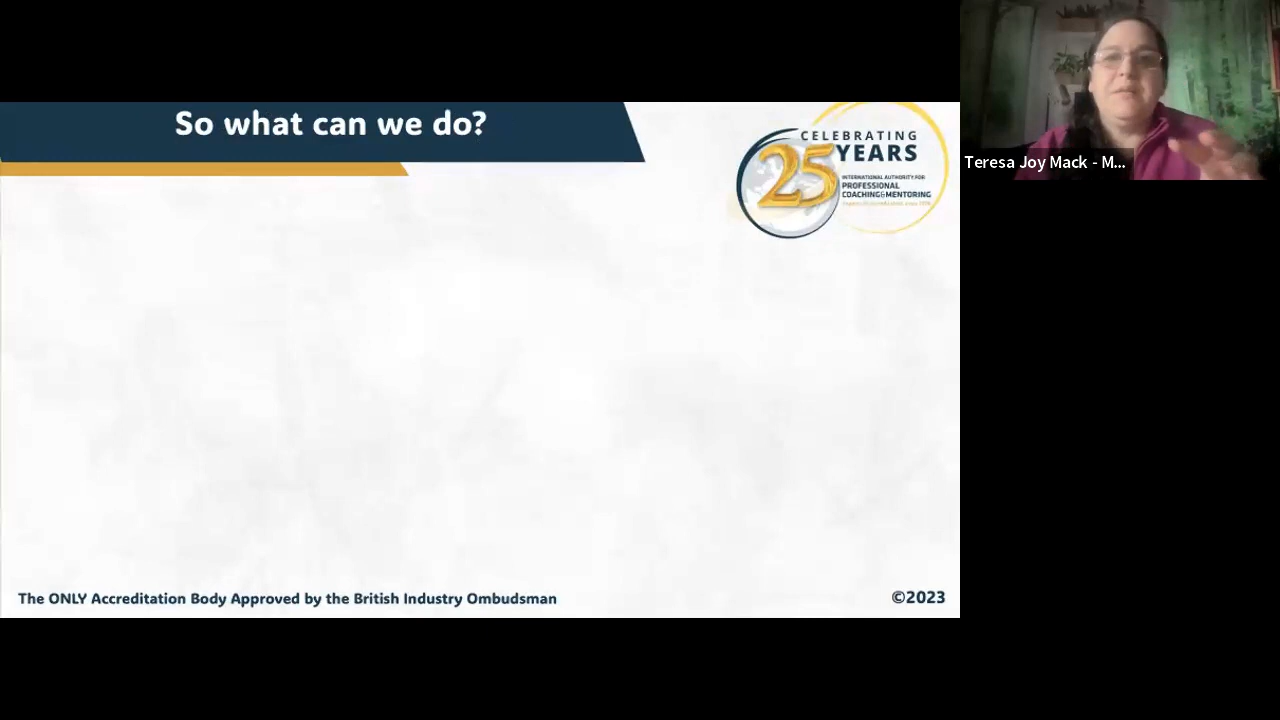 So what can we do?
CELEBRATING
25 YEARS
INTERNATIONAL AUTHORITY FOR
PROFESSIONAL
COACHING&MENTORING
Teresa Joy Mack - M...
The ONLY Accreditation Body Approved by the British Industry Ombudsman
©2023